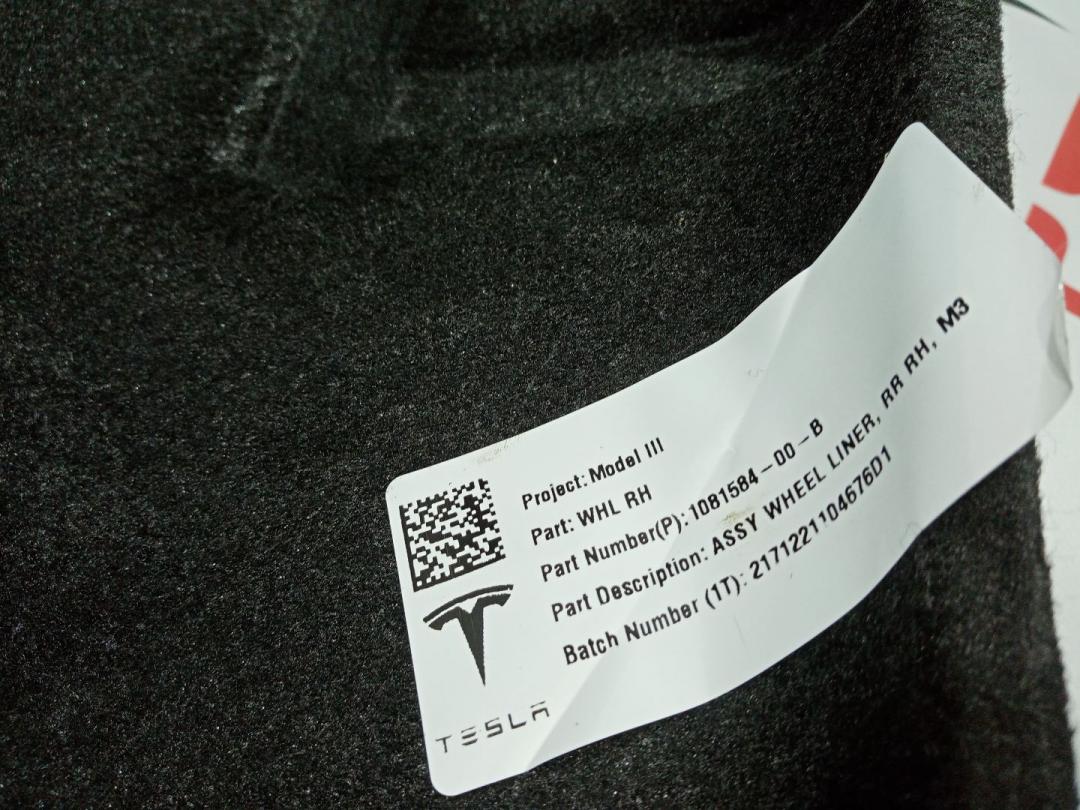 Project: Model III
Part: WHL RH
Part Number(P): 1081584-00-B
Part Description: ASSY WHEEL LINER, RR RH, M3
Batch Number (1T): 2171221104676D1
TESLA